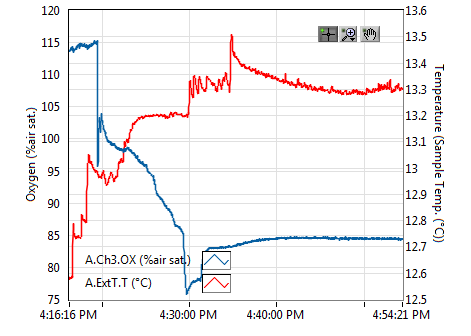 120
115
110
105
100
95
90
85
80
75
Oxygen (%air sat.)
13.6
13.5
13.4
13.3
13.2
13.1
13
12.9
12.8
12.7
12.6
12.5
Temperature (Sample Temp. (°C))
A.Ch3.OX (%air sat.)
A.ExtT.T (°C)
4:16:16 PM
4:30:00 PM
4:40:00 PM
4:54:21 PM